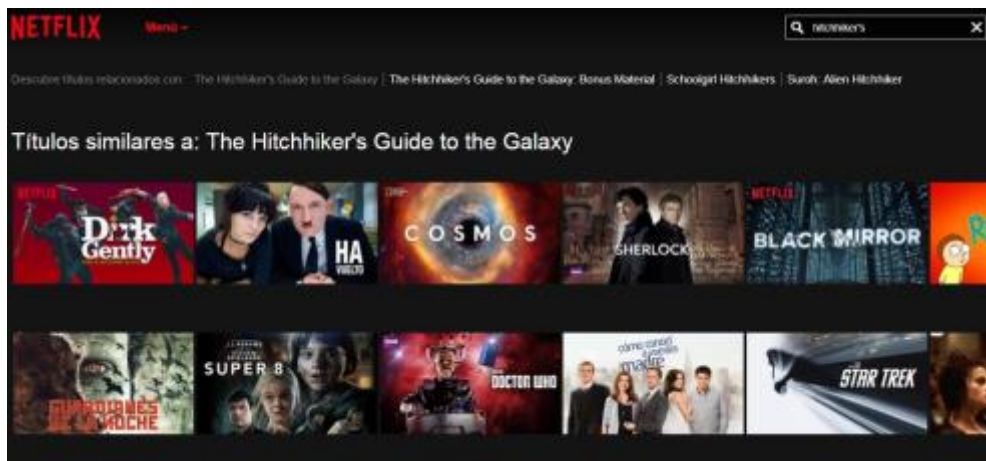 NETFLIX Menú
hitchhiker's
Descubre títulos relacionados con: The Hitchhiker's Guide to the Galaxy | The Hitchhiker's Guide to the Galaxy: Bonus Material | Schoolgirl Hitchhikers | Suroh: Alien Hitchhiker
Títulos similares a: The Hitchhiker's Guide to the Galaxy
NETFLIX
Dirk
Gently
HA
VUELTO
COSMOS
SHERLOCK
NETFLIX
BLACK MIRROR
R
GUARDIANES
DE LA NOCHE
SUPER 8
DOCTOR WHO
cómo conocí
a vuestra
madre
STAR TREK